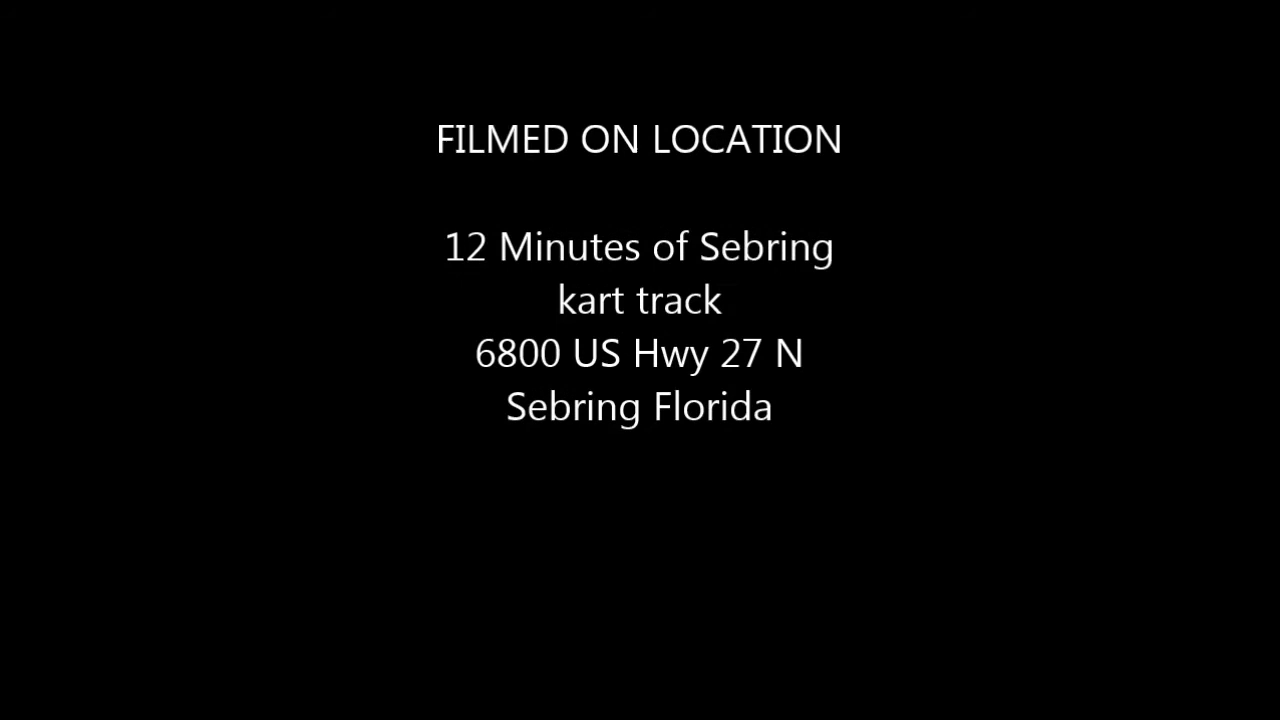 FILMED ON LOCATION
12 Minutes of Sebring
kart track
6800 US Hwy 27 N
Sebring Florida